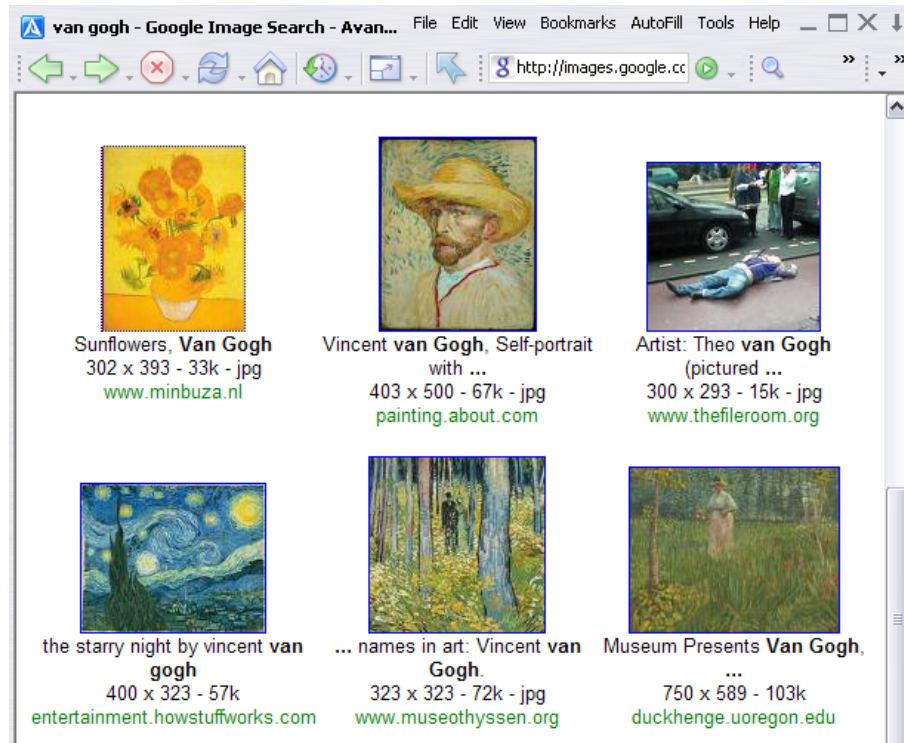 van gogh - Google Image Search - Avan... File Edit View Bookmarks AutoFill Tools Help
http://images.google.cc
Sunflowers, Van Gogh
302 x 393 - 33k - jpg
www.minbuza.nl
Vincent van Gogh, Self-portrait
with ...
403 x 500 - 67k - jpg
painting.about.com
Artist: Theo van Gogh
(pictured ...
300 x 293 - 15k - jpg
www.thefileroom.org
the starry night by vincent van
gogh
400 x 323 - 57k
entertainment.howstuffworks.com
... names in art: Vincent van
Gogh.
323 x 323 - 72k - jpg
www.museothyssen.org
Museum Presents Van Gogh,
...
750 x 589 - 103k
duckhenge.uoregon.edu